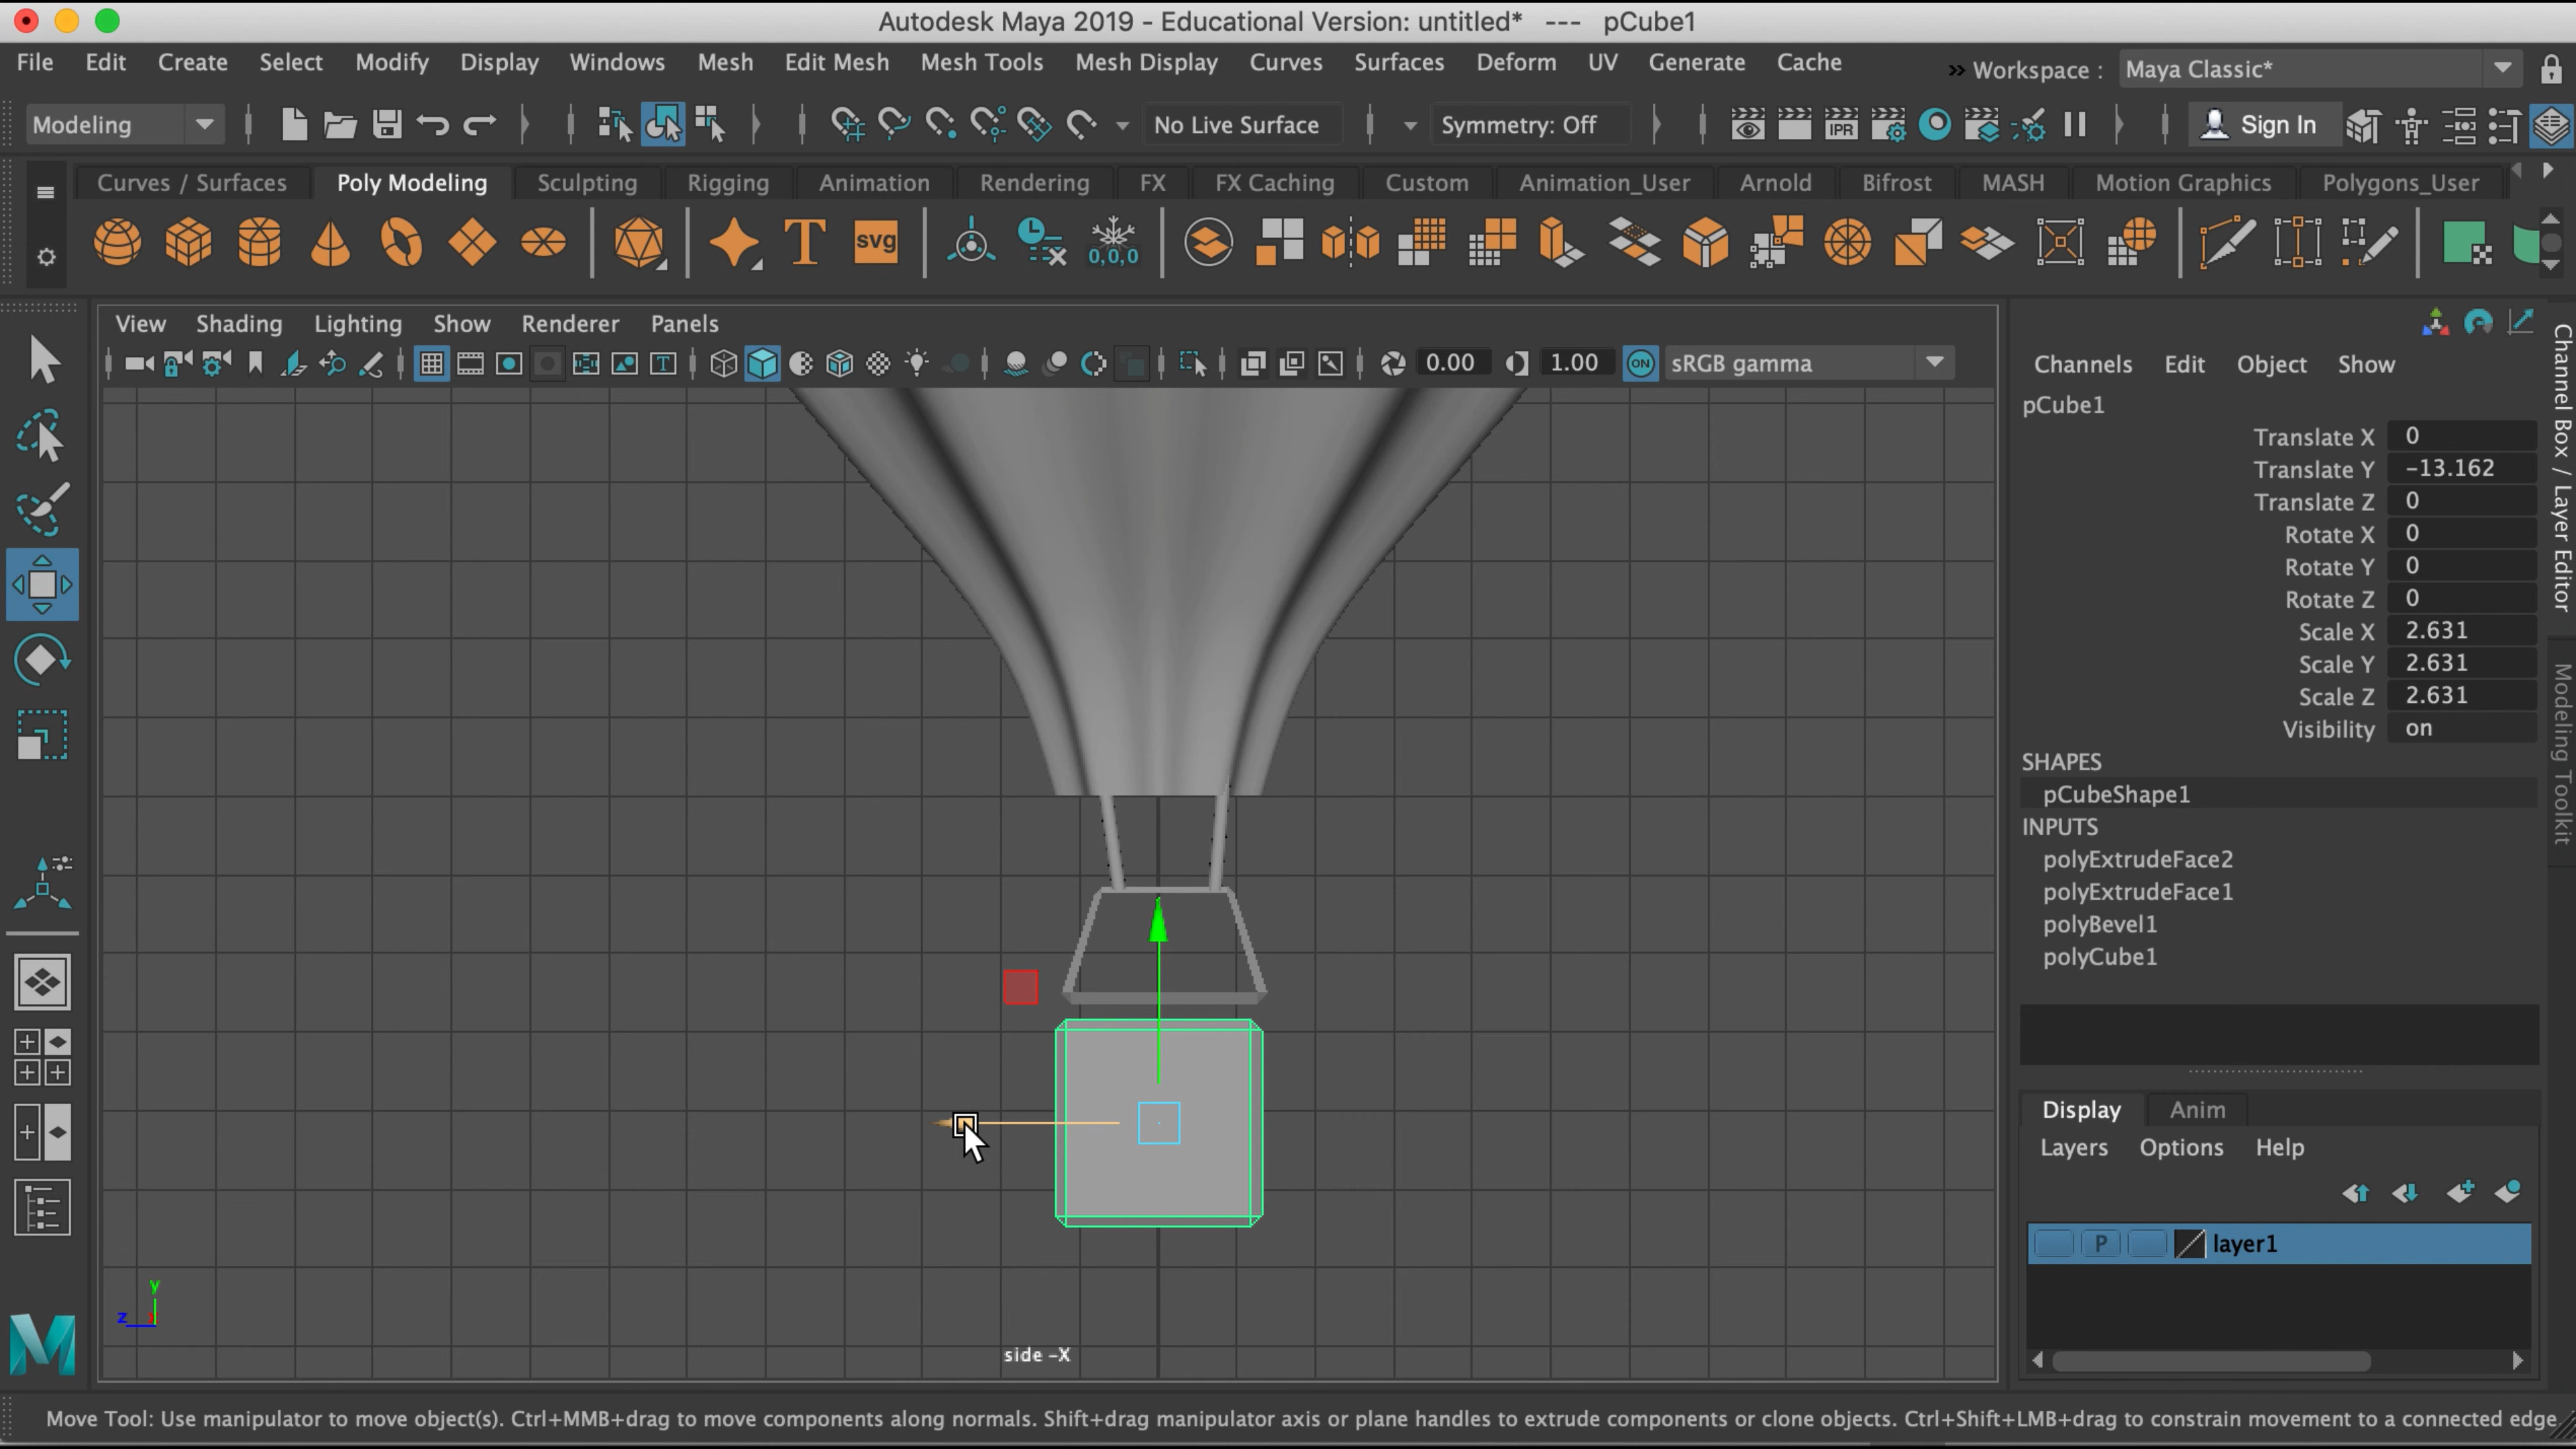 Autodesk Maya 2019 - Educational Version: untitled*   ---   pCube1
File Edit Create Select Modify Display Windows Mesh Edit Mesh Mesh Tools Mesh Display Curves Surfaces Deform UV Generate Cache
» Workspace : Maya Classic*
Modeling No Live Surface Symmetry: Off IPR Sign In
Curves / Surfaces Poly Modeling Sculpting Rigging Animation Rendering FX FX Caching Custom Animation_User Arnold Bifrost MASH Motion Graphics Polygons_User
T svg 0,0,0
View Shading Lighting Show Renderer Panels
T 0.00 1.00 ON sRGB gamma
Channels Edit Object Show
pCube1
Translate X 0
Translate Y -13.162
Translate Z 0
Rotate X 0
Rotate Y 0
Rotate Z 0
Scale X 2.631
Scale Y 2.631
Scale Z 2.631
Visibility on
SHAPES
pCubeShape1
INPUTS
polyExtrudeFace2
polyExtrudeFace1
polyBevel1
polyCube1
Channel Box / Layer Editor
Modeling Toolkit
Display Anim
Layers Options Help
P layer1
y
z
side -X
M
Move Tool: Use manipulator to move object(s). Ctrl+MMB+drag to move components along normals. Shift+drag manipulator axis or plane handles to extrude components or clone objects. Ctrl+Shift+LMB+drag to constrain movement to a connected edge